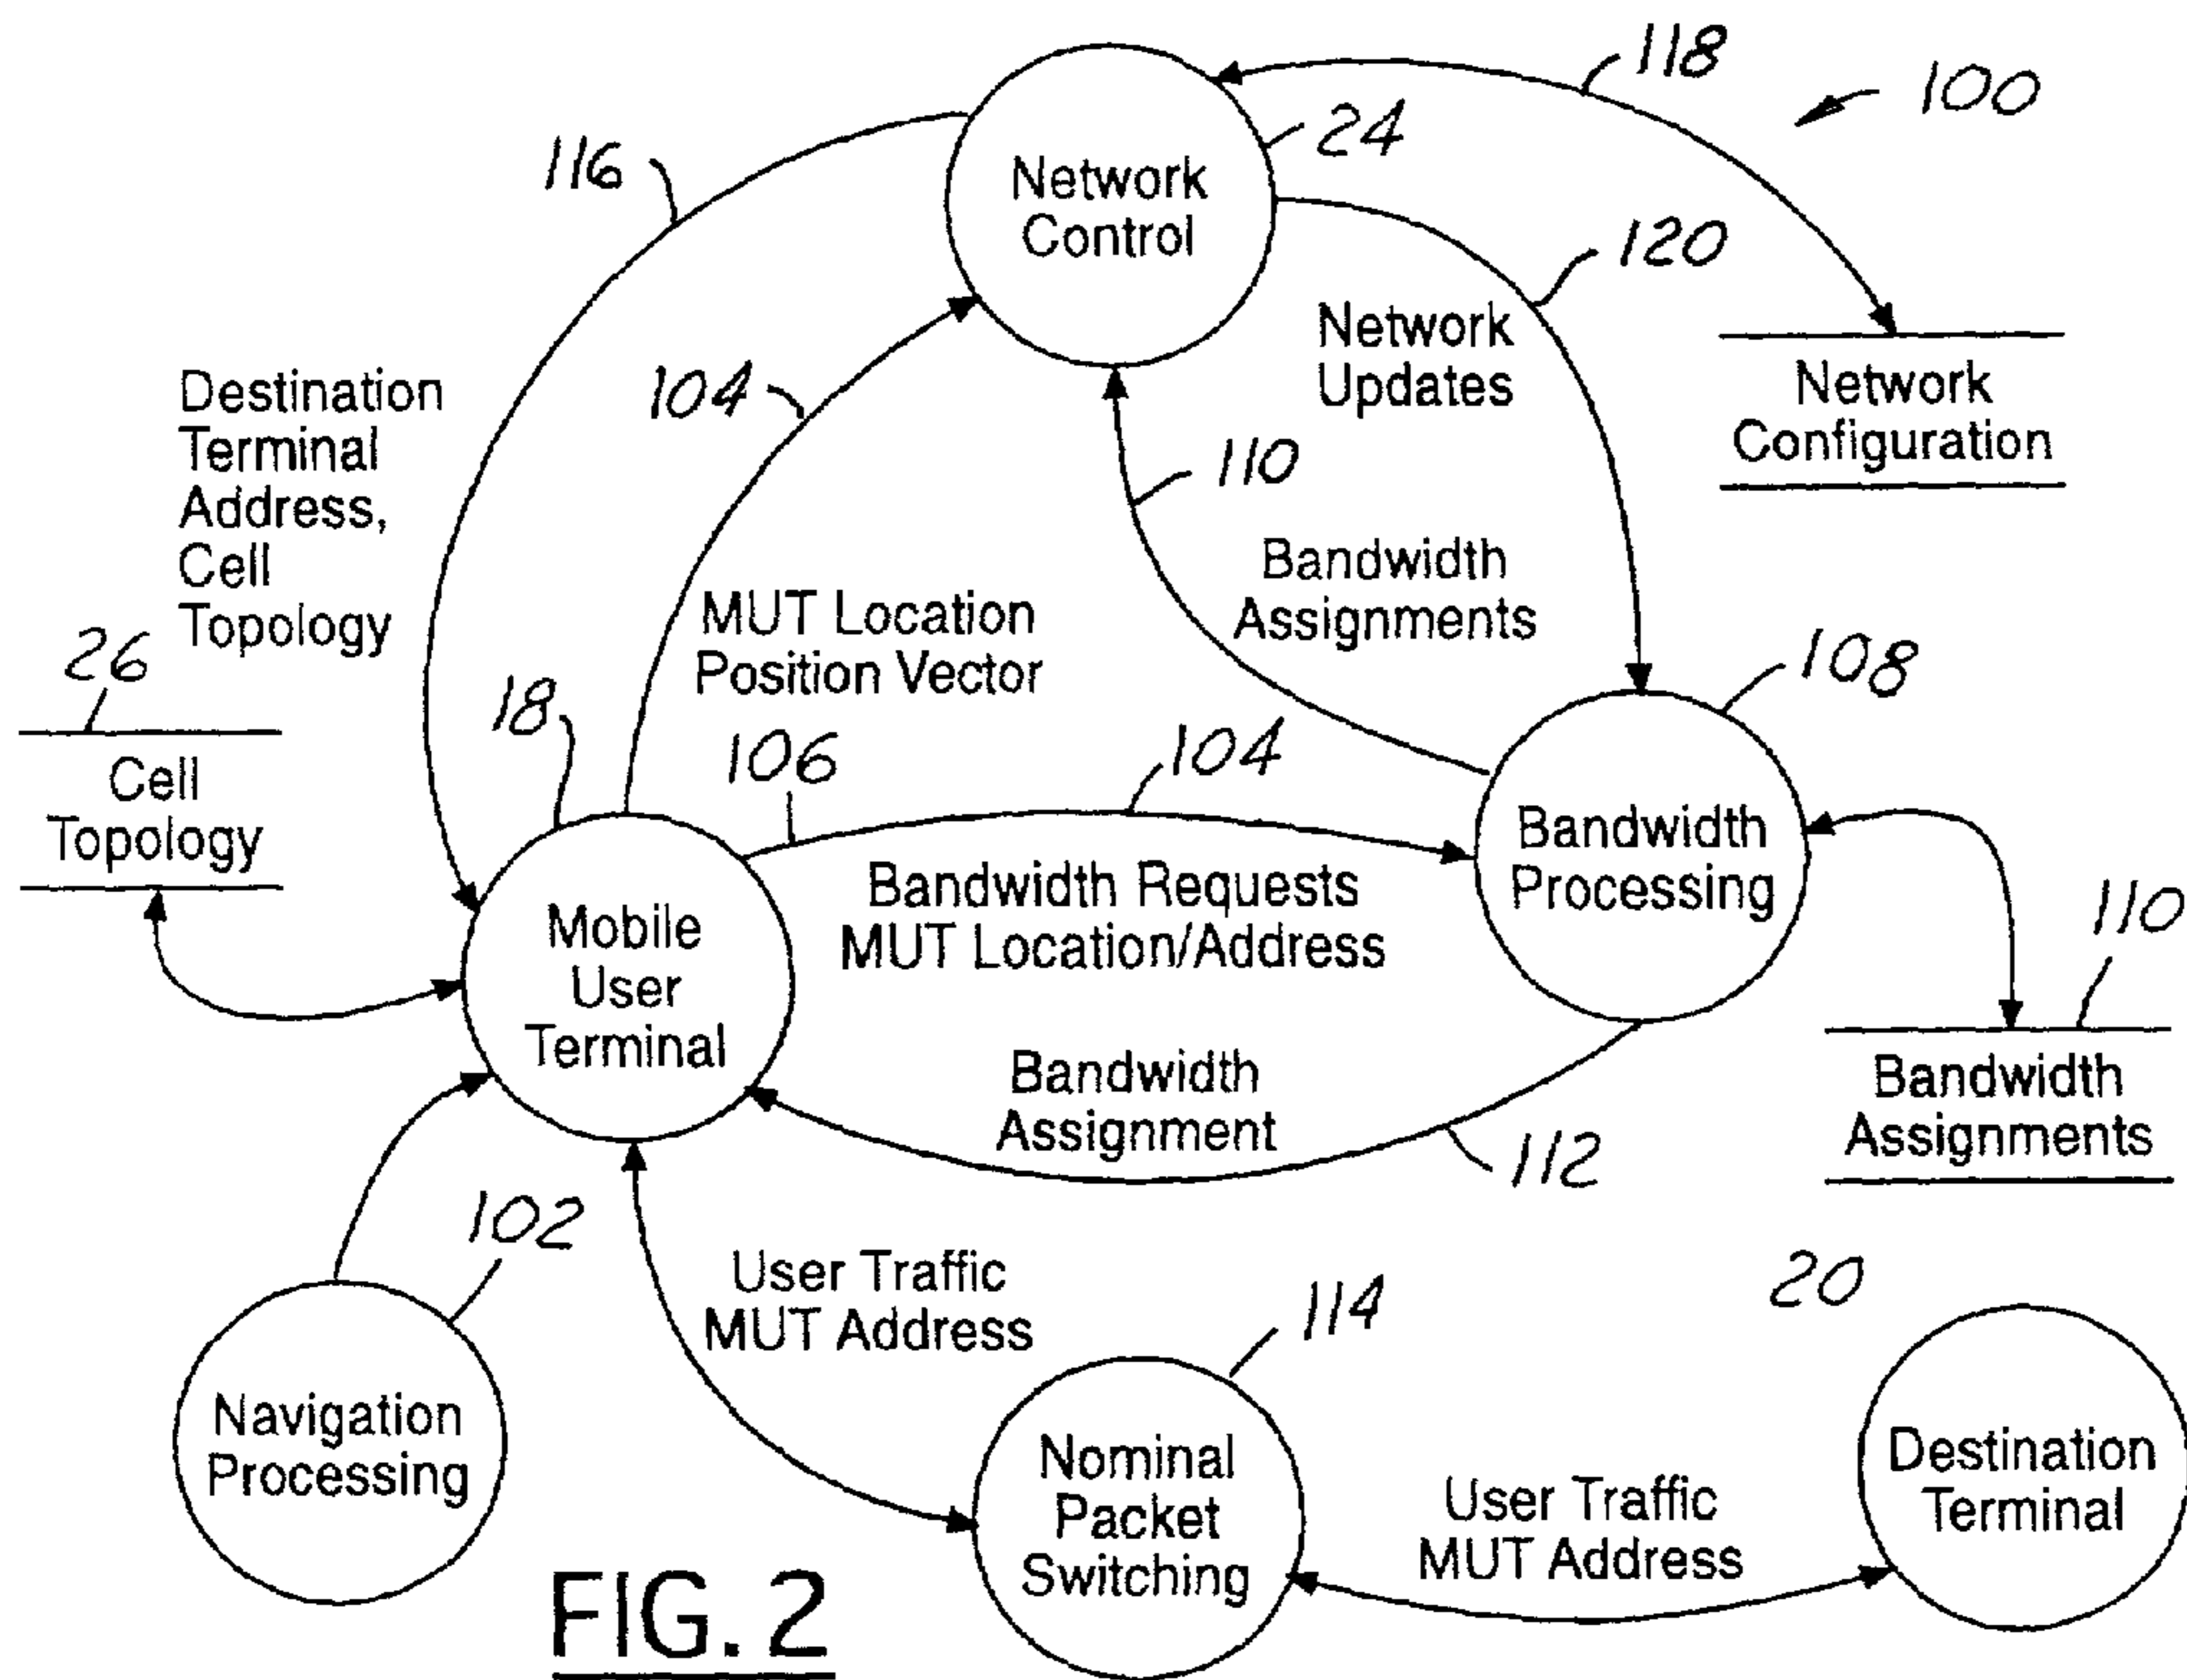 118
100
116
24
Network
Control
120
Network
Updates
Network
Configuration
Destination
Terminal
Address,
Cell
Topology
104
110
Bandwidth
Assignments
MUT Location
Position Vector
26
18
106
104
108
Cell
Topology
Mobile
User
Terminal
Bandwidth Requests
MUT Location/Address
Bandwidth
Processing
110
Bandwidth
Assignment
112
Bandwidth
Assignments
102
User Traffic
MUT Address
114
20
Navigation
Processing
Nominal
Packet
Switching
User Traffic
MUT Address
Destination
Terminal
FIG. 2